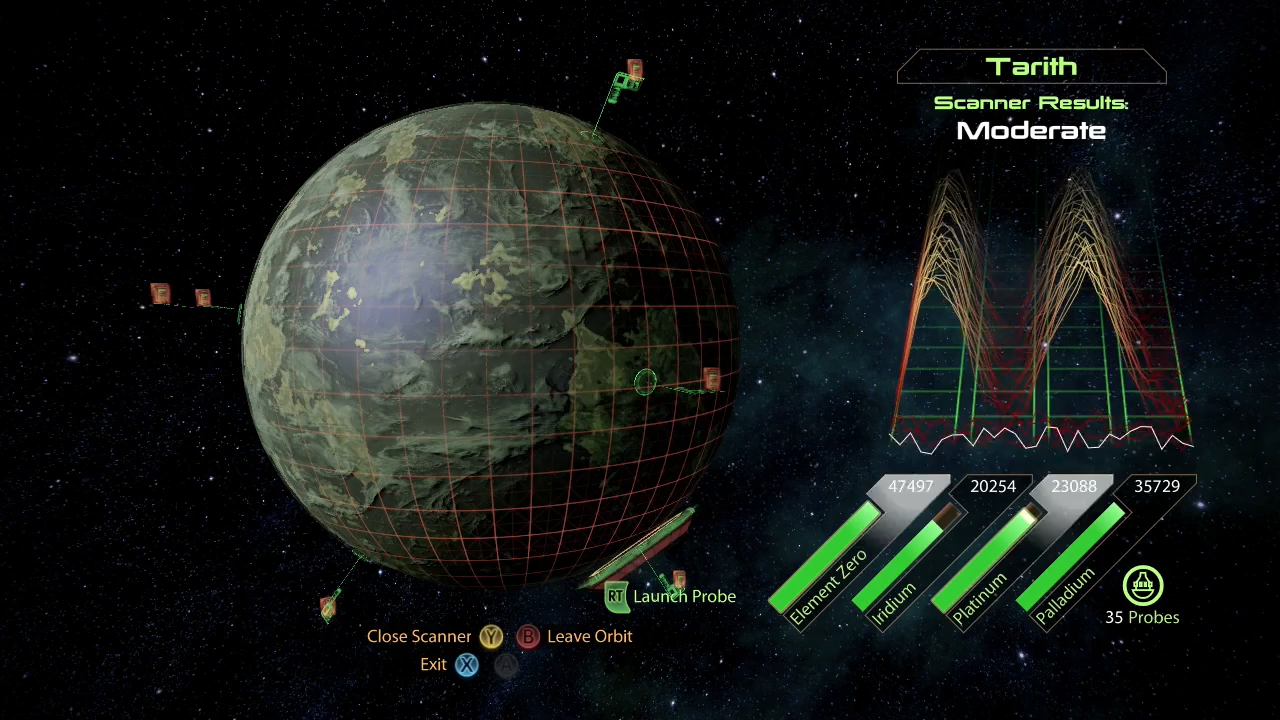 Tarith
Scanner Results:
Moderate
47497 20254 23088 35729
Element Zero
Iridium
Platinum
Palladium
35 Probes
RT Launch Probe
Close Scanner Y B Leave Orbit
Exit X A